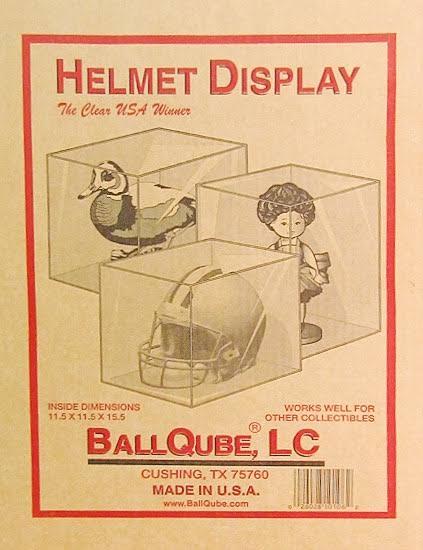 HELMET DISPLAY
The Clear USA Winner
INSIDE DIMENSIONS
11.5 X 11.5 X 15.5
WORKS WELL FOR
OTHER COLLECTIBLES
BALLQUBE,® LC
CUSHING, TX 75760
MADE IN U.S.A.
www.BallQube.com